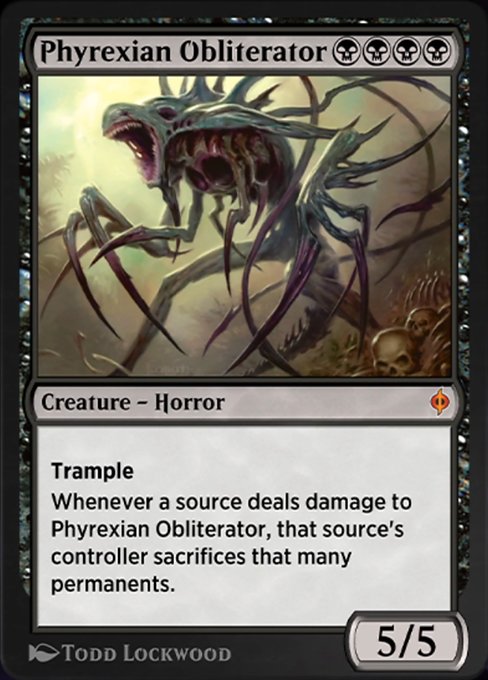 Phyrexian Obliterator
Creature – Horror
Trample
Whenever a source deals damage to
Phyrexian Obliterator, that source's
controller sacrifices that many
permanents.
5/5
Todd Lockwood